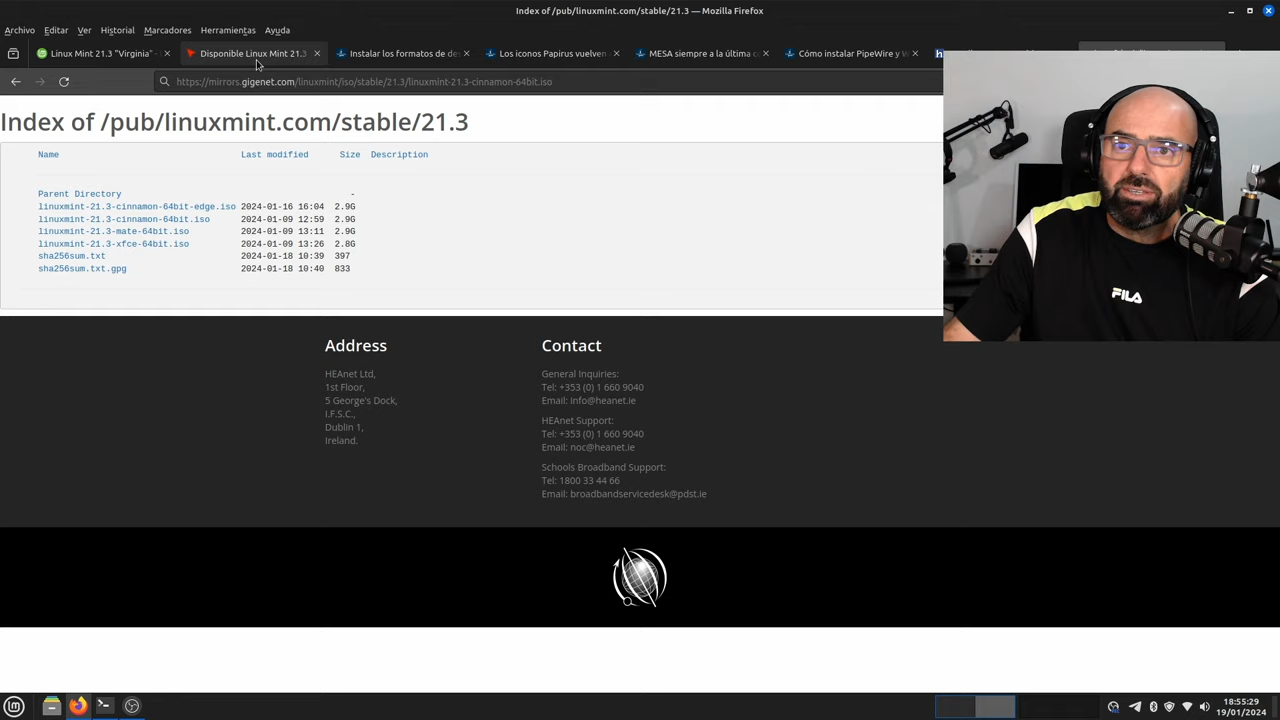 Index of /pub/linuxmint.com/stable/21.3 — Mozilla Firefox
Archivo Editar Ver Historial Marcadores Herramientas Ayuda
Linux Mint 21.3 "Virginia" -
Disponible Linux Mint 21.3
Instalar los formatos de de
Los iconos Papirus vuelven
MESA siempre a la última c
Cómo instalar PipeWire y W
https://mirrors.gigenet.com/linuxmint/iso/stable/21.3/linuxmint-21.3-cinnamon-64bit.iso
Index of /pub/linuxmint.com/stable/21.3
Name Last modified Size Description
Parent Directory -
linuxmint-21.3-cinnamon-64bit-edge.iso 2024-01-16 16:04 2.9G
linuxmint-21.3-cinnamon-64bit.iso 2024-01-09 12:59 2.9G
linuxmint-21.3-mate-64bit.iso 2024-01-09 13:11 2.9G
linuxmint-21.3-xfce-64bit.iso 2024-01-09 13:26 2.8G
sha256sum.txt 2024-01-18 10:39 397
sha256sum.txt.gpg 2024-01-18 10:40 833
FILA
Address
HEAnet Ltd,
1st Floor,
5 George's Dock,
I.F.S.C.,
Dublin 1,
Ireland.
Contact
General Inquiries:
Tel: +353 (0) 1 660 9040
Email: info@heanet.ie
HEAnet Support:
Tel: +353 (0) 1 660 9040
Email: noc@heanet.ie
Schools Broadband Support:
Tel: 1800 33 44 66
Email: broadbandservicedesk@pdst.ie
18:55:29
19/01/2024